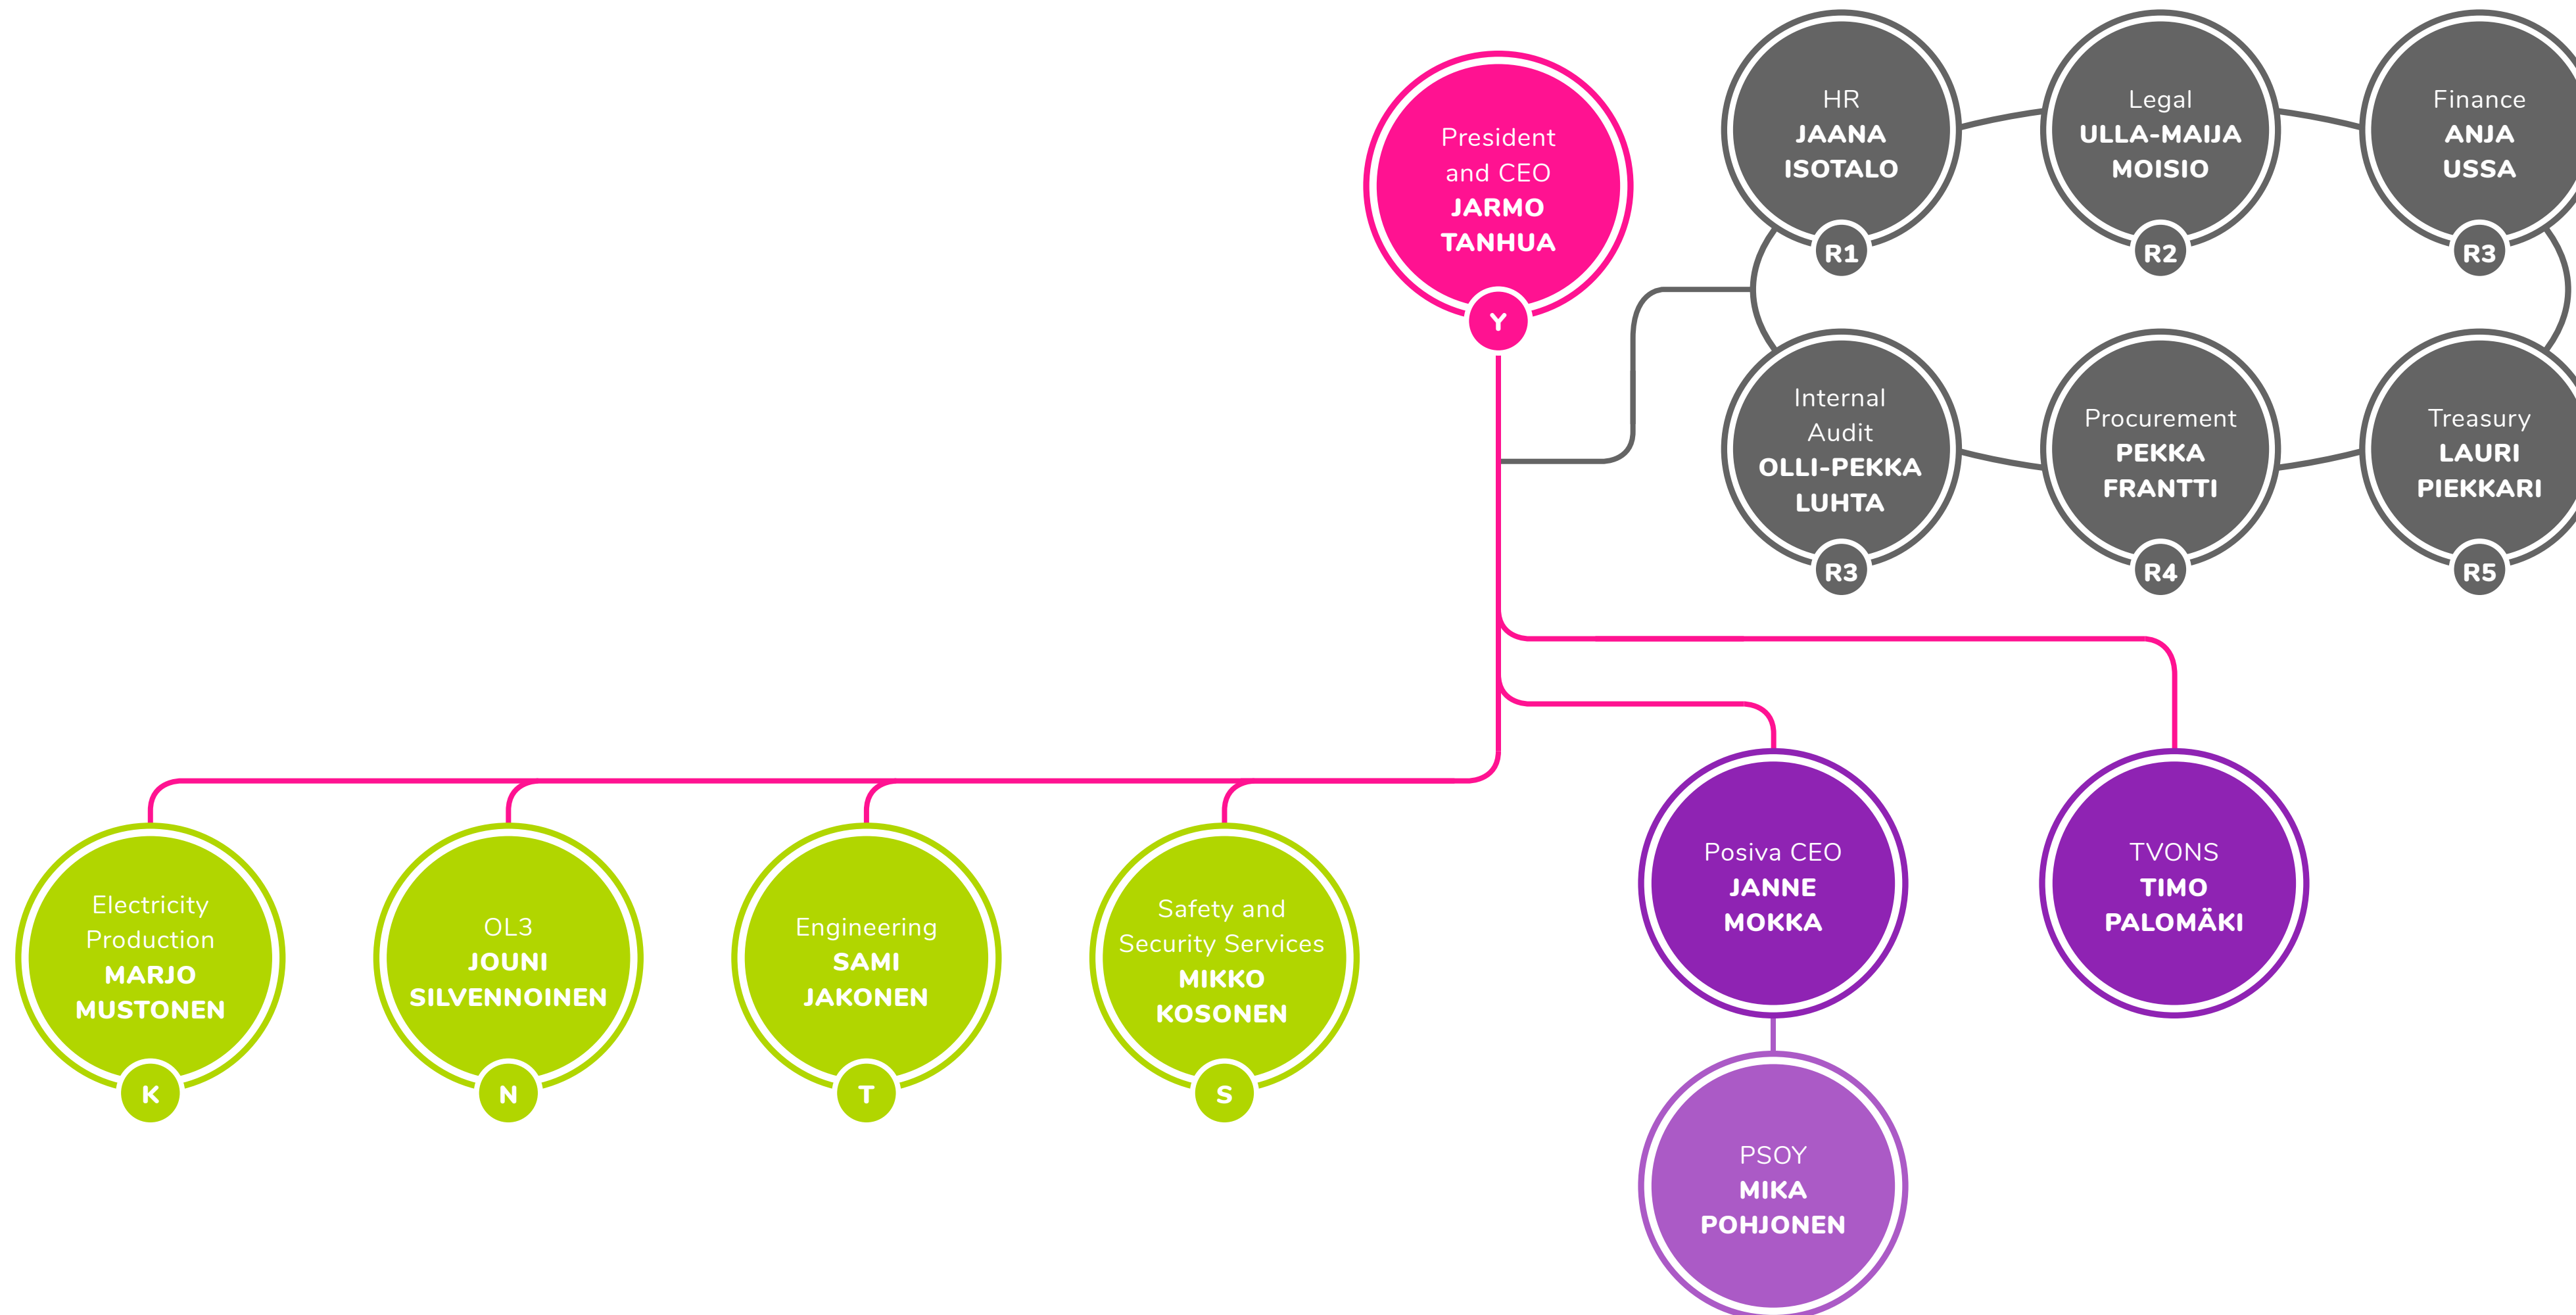 President
and CEO
JARMO
TANHUA
Y
HR
JAANA
ISOTALO
R1
Legal
ULLA-MAIJA
MOISIO
R2
Finance
ANJA
USSA
R3
Internal
Audit
OLLI-PEKKA
LUHTA
R3
Procurement
PEKKA
FRANTTI
R4
Treasury
LAURI
PIEKKARI
R5
Electricity
Production
MARJO
MUSTONEN
K
OL3
JOUNI
SILVENNOINEN
N
Engineering
SAMI
JAKONEN
T
Safety and
Security Services
MIKKO
KOSONEN
S
Posiva CEO
JANNE
MOKKA
TVONS
TIMO
PALOMÄKI
PSOY
MIKA
POHJONEN